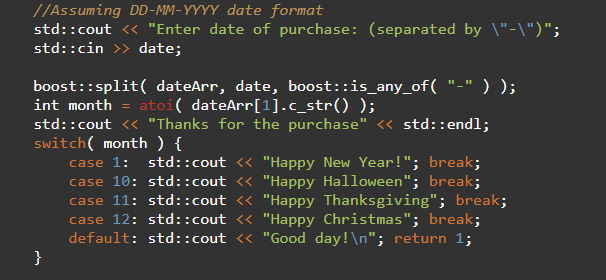 //Assuming DD-MM-YYYY date format
std::cout << "Enter date of purchase: (separated by \"-\")";
std::cin >> date;
boost::split( dateArr, date, boost::is_any_of( "-" ) );
int month = atoi( dateArr[1].c_str() );
std::cout << "Thanks for the purchase" << std::endl;
switch( month ) {
case 1:  std::cout << "Happy New Year!"; break;
case 10: std::cout << "Happy Halloween"; break;
case 11: std::cout << "Happy Thanksgiving"; break;
case 12: std::cout << "Happy Christmas"; break;
default: std::cout << "Good day!\n"; return 1;
}